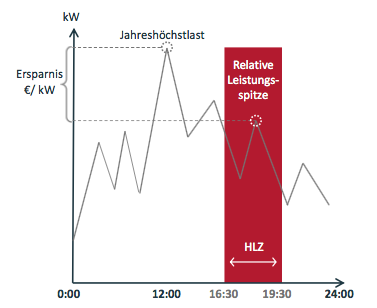 kW
Jahreshöchstlast
Ersparnis
€/ kW
Relative
Leistungs-
spitze
HLZ
0:00 12:00 16:30 19:30 24:00